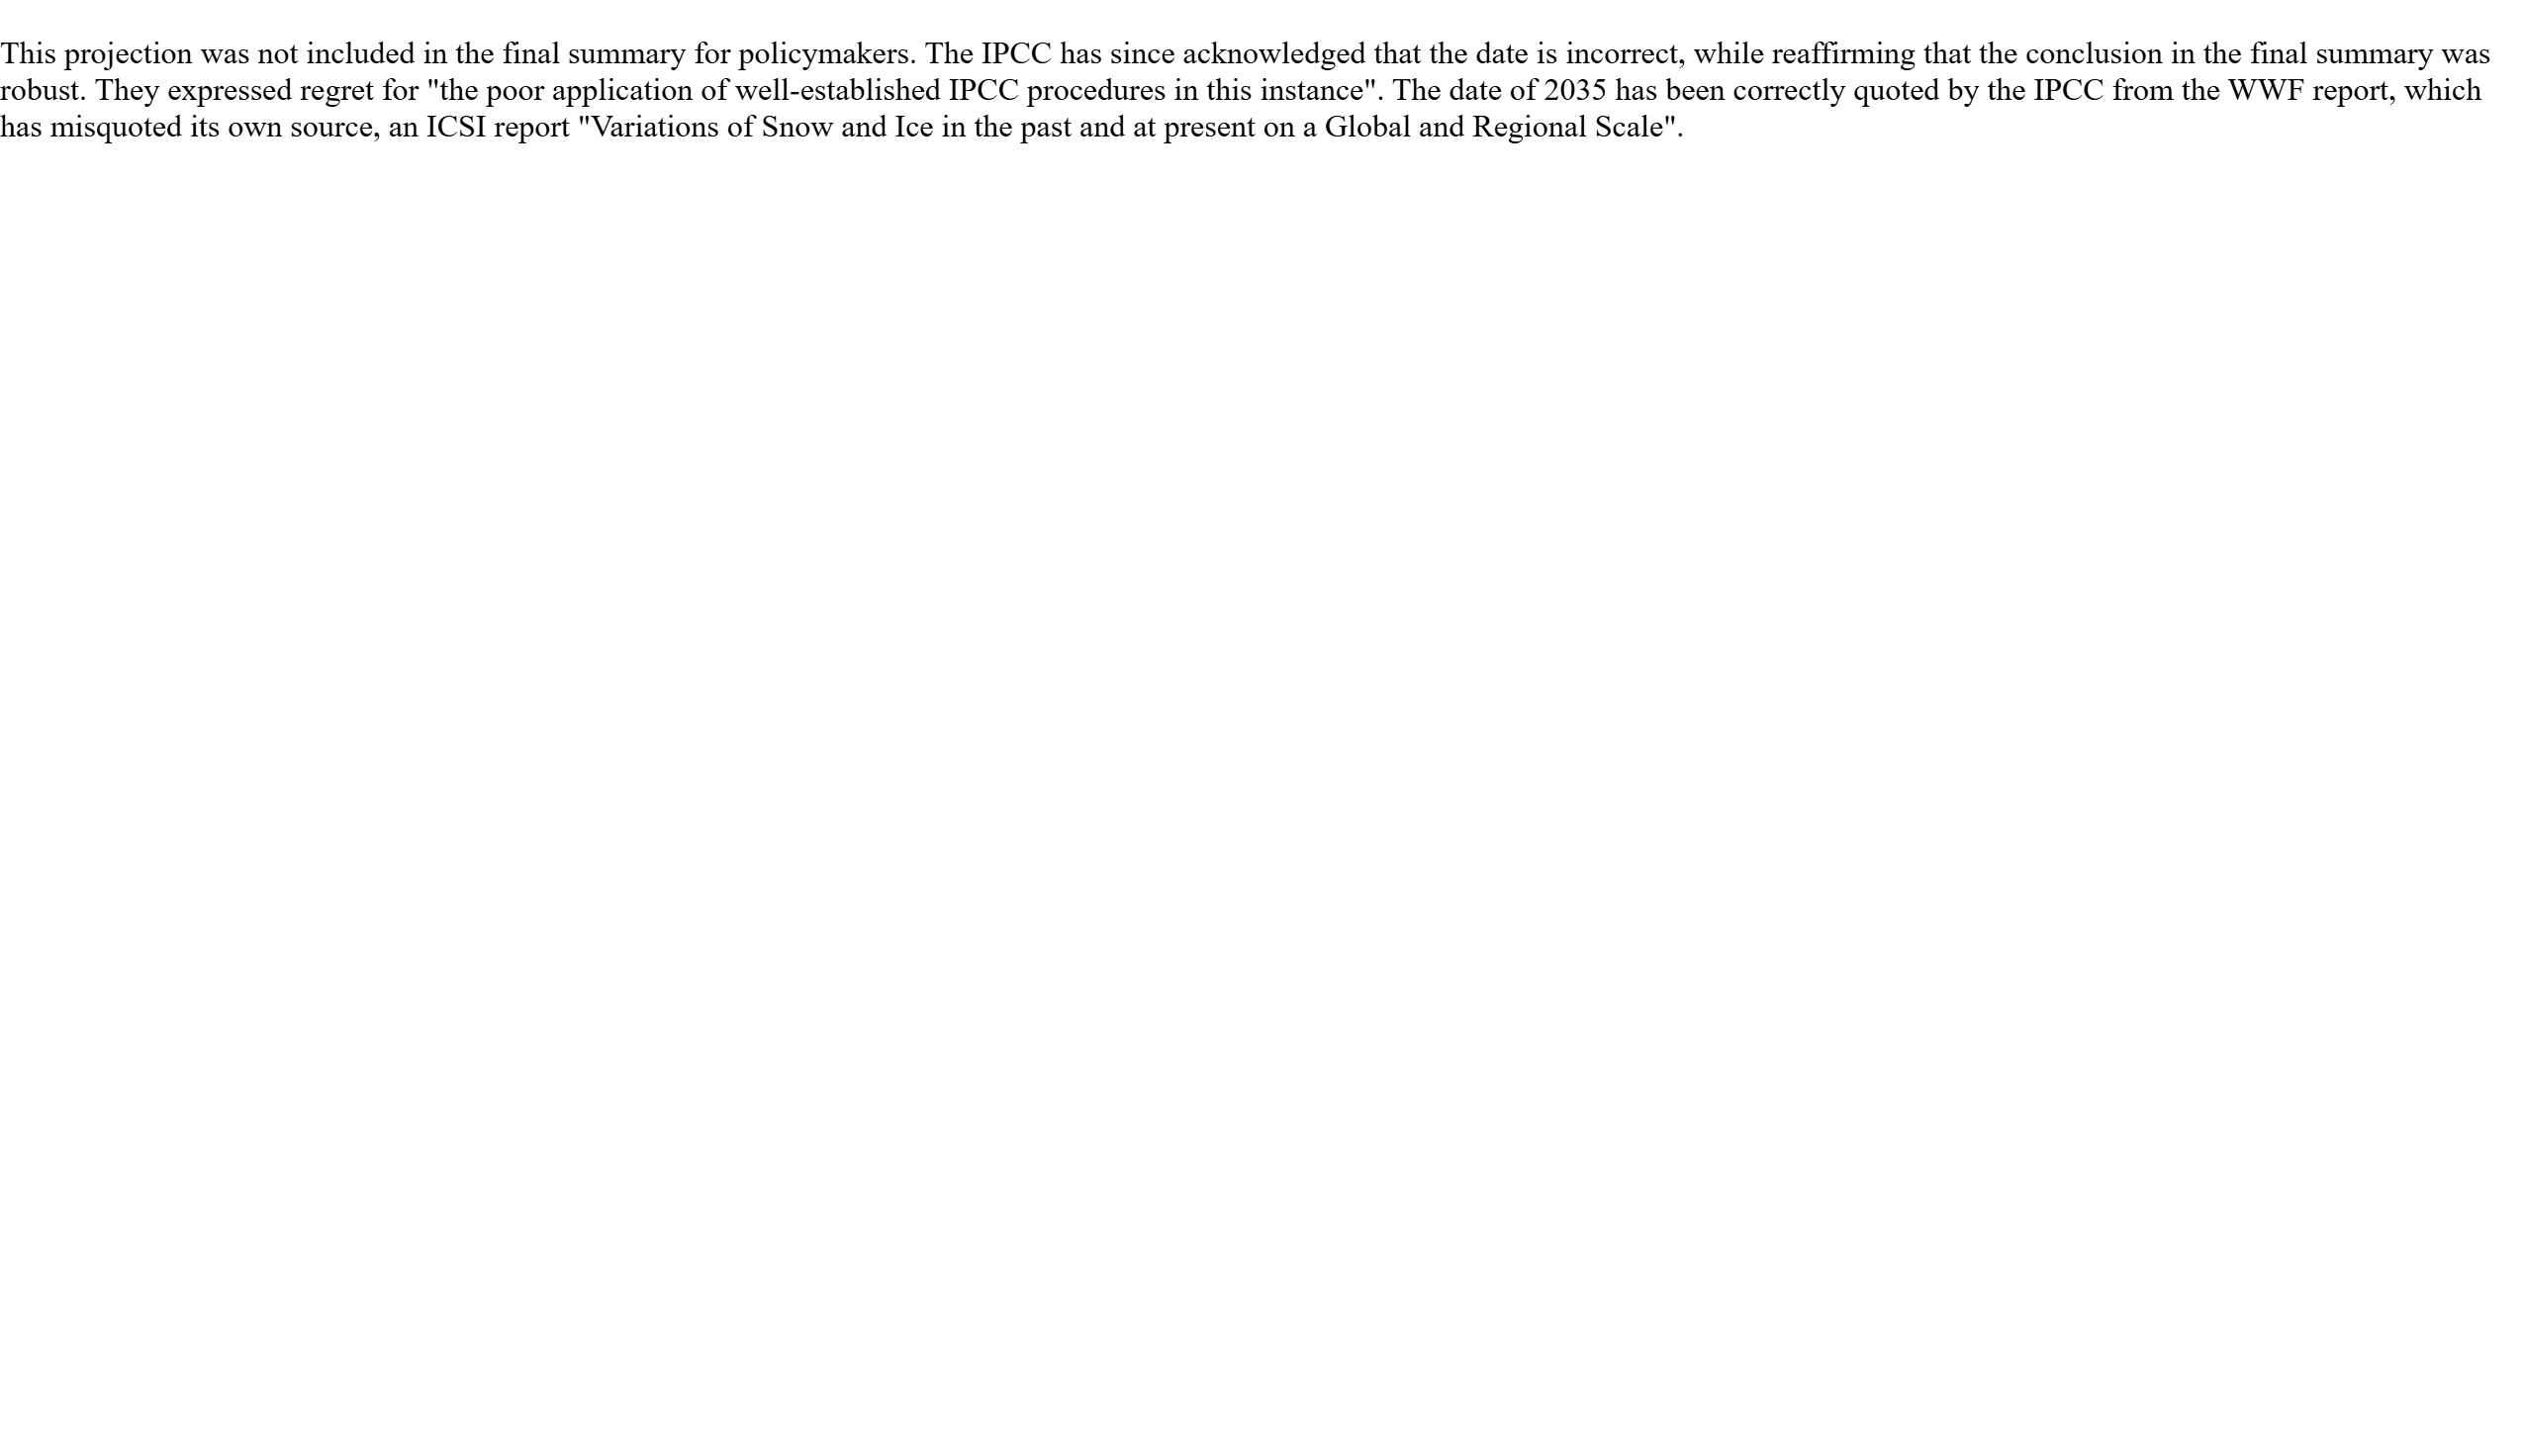 This projection was not included in the final summary for policymakers. The IPCC has since acknowledged that the date is incorrect, while reaffirming that the conclusion in the final summary was
robust. They expressed regret for "the poor application of well-established IPCC procedures in this instance". The date of 2035 has been correctly quoted by the IPCC from the WWF report, which
has misquoted its own source, an ICSI report "Variations of Snow and Ice in the past and at present on a Global and Regional Scale".